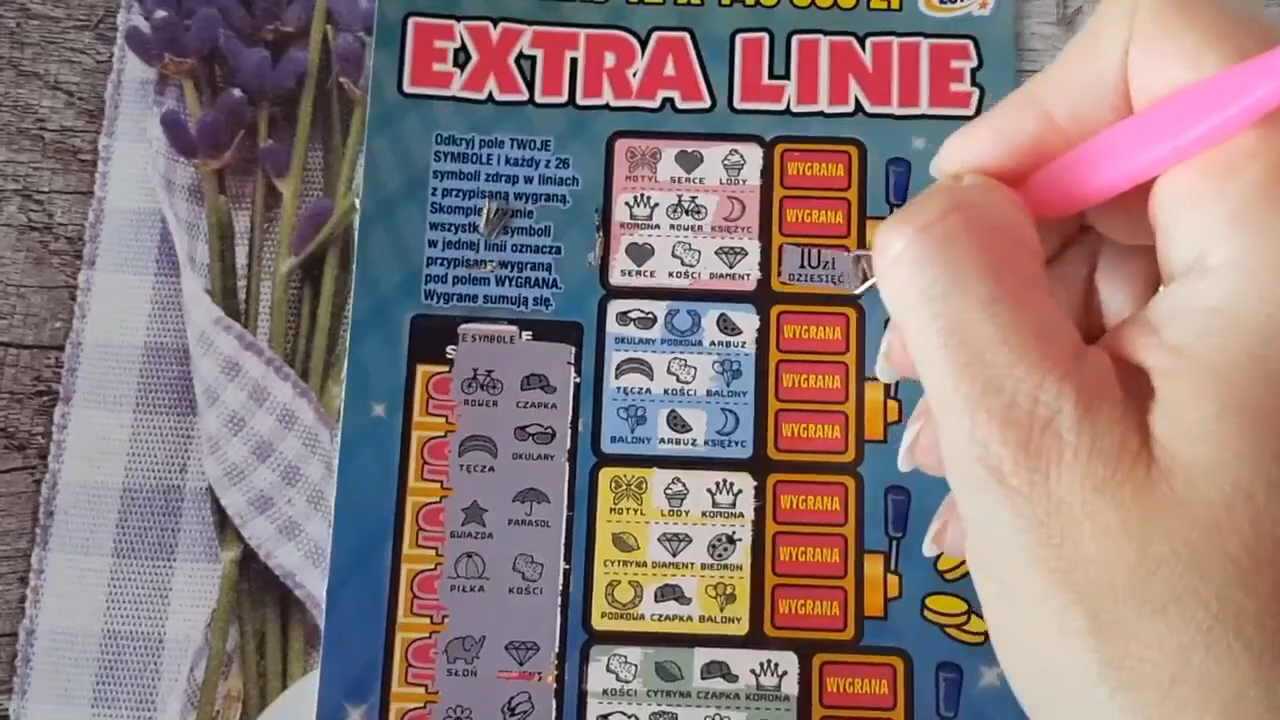 EXTRA LINIE
Odkryj pole TWOJE
SYMBOLE i każdy z 26
symboli zdrap w liniach
z przypisaną wygraną.
wszystk symboli
w jednej linii oznacza
wygraną
pod polem WYGRANA.
Wygrane sumują się.
E SYMBOLE
ROWER CZAPKA
TĘCZA OKULARY
GWIAZDA PARASOL
PIŁKA KOŚCI
SŁOŃ
MOTYL SERCE LODY
WYGRANA
KORONA ROWER KSIĘŻYC
WYGRANA
SERCE KOŚCI DIAMENT
10zł
DZIESIĘĆ
OKULARY PODKOWA ARBUZ
WYGRANA
TĘCZA KOŚCI BALONY
WYGRANA
BALONY ARBUZ KSIĘŻYC
WYGRANA
MOTYL LODY KORONA
WYGRANA
CYTRYNA DIAMENT BIEDRON
WYGRANA
PODKOWA CZAPKA BALONY
WYGRANA
KOŚCI CYTRYNA CZAPKA KORONA
WYGRANA